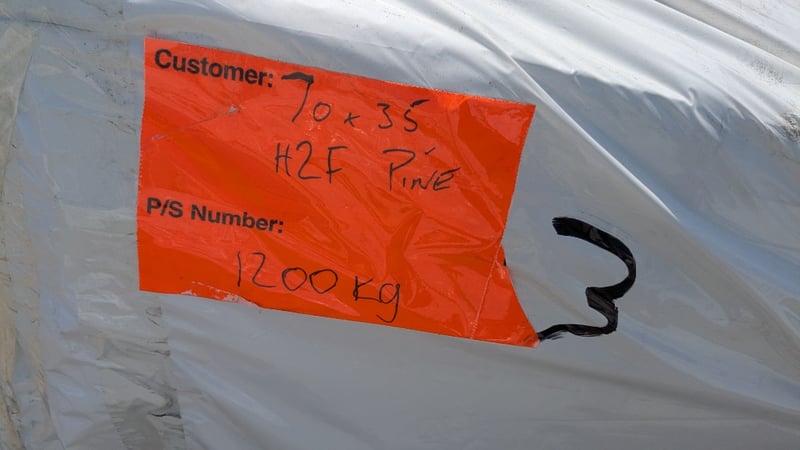 Customer: 70 x 35
H2F PINE
P/S Number:
1200 kg
3